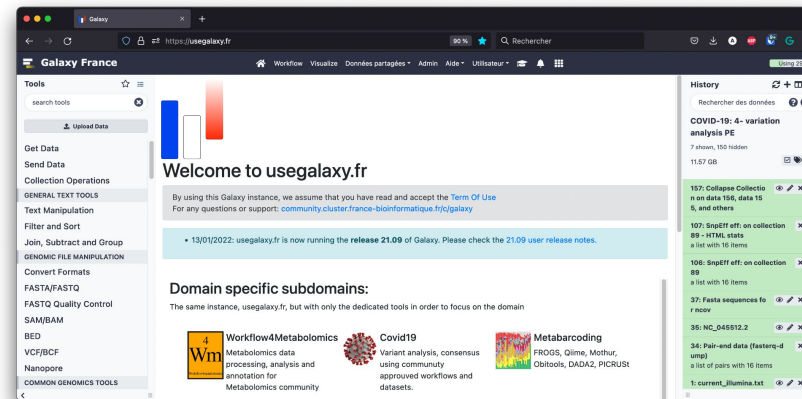 Galaxy
https://usegalaxy.fr
90 %
Rechercher
Galaxy France
Workflow Visualize Données partagées Admin Aide Utilisateur
Using 29
Tools
search tools
Upload Data
Get Data
Send Data
Collection Operations
GENERAL TEXT TOOLS
Text Manipulation
Filter and Sort
Join, Subtract and Group
GENOMIC FILE MANIPULATION
Convert Formats
FASTA/FASTQ
FASTQ Quality Control
SAM/BAM
BED
VCF/BCF
Nanopore
COMMON GENOMICS TOOLS
Welcome to usegalaxy.fr
By using this Galaxy instance, we assume that you have read and accept the Term Of Use
For any questions or support: community.cluster.france-bioinformatique.fr/c/galaxy
• 13/01/2022: usegalaxy.fr is now running the release 21.09 of Galaxy. Please check the 21.09 user release notes.
Domain specific subdomains:
The same instance, usegalaxy.fr, but with only the dedicated tools in order to focus on the domain
4
Wm
Workflow4Metabolomics
Metabolomics data
processing, analysis and
annotation for
Metabolomics community
Covid19
Variant analysis, consensus
using communuty
approuved workflows and
datasets.
Metabarcoding
FROGS, Qiime, Mothur,
Obitools, DADA2, PICRUSt
History
Rechercher des données
COVID-19: 4- variation
analysis PE
7 shown, 150 hidden
11.57 GB
157: Collapse Collectio
n on data 156, data 15
5, and others
107: SnpEff eff: on collection
89 - HTML stats
a list with 16 items
106: SnpEff eff: on collection
89
a list with 16 items
37: Fasta sequences fo
r ncov
35: NC_045512.2
34: Pair-end data (fasterq-d
ump)
a list of pairs with 16 items
1: current_illumina.txt